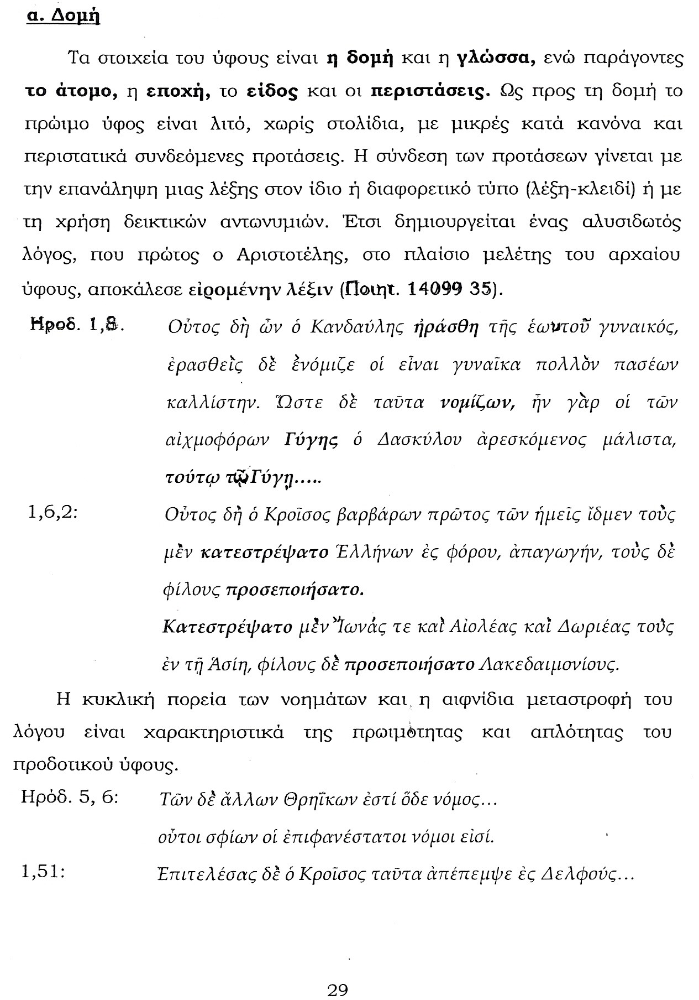 α. Δομή
Τα στοιχεία του ύφους είναι η δομή και η γλώσσα, ενώ παράγοντες
το άτομο, η εποχή, το είδος και οι περιστάσεις. Ως προς τη δομή το
πρώιμο ύφος είναι λιτό, χωρίς στολίδια, με μικρές κατά κανόνα και
περιστατικά συνδεόμενες προτάσεις. Η σύνδεση των προτάσεων γίνεται με
την επανάληψη μιας λέξης στον ίδιο ή διαφορετικό τύπο (λέξη-κλειδί) ή με
τη χρήση δεικτικών αντωνυμιών. Έτσι δημιουργείται ένας αλυσιδωτός
λόγος, που πρώτος ο Αριστοτέλης, στο πλαίσιο μελέτης του αρχαίου
ύφους, αποκάλεσε εἰρομένην λέξιν (Ποιητ. 14099 35).
Ηροδ. 1,8. Οὗτος δὴ ὦν ὁ Κανδαύλης ἠράσθη τῆς ἑωυτοῦ γυναικός,
ἐρασθεὶς δὲ ἐνόμιζε οἱ εἶναι γυναῖκα πολλὸν πασέων
καλλίστην. Ὥστε δὲ ταῦτα νομίζων, ἦν γὰρ οἱ τῶν
αἰχμοφόρων Γύγης ὁ Δασκύλου ἀρεσκόμενος μάλιστα,
τούτῳ τῷ Γύγῃ.....
1,6,2: Οὗτος δὴ ὁ Κροῖσος βαρβάρων πρῶτος τῶν ἡμεῖς ἴδμεν τοὺς
μὲν κατεστρέψατο Ἑλλήνων ἐς φόρου, ἀπαγωγήν, τοὺς δὲ
φίλους προσεποιήσατο.
Κατεστρέψατο μὲν Ἴωνάς τε καὶ Αἰολέας καὶ Δωριέας τοὺς
ἐν τῇ Ἀσίη, φίλους δὲ προσεποιήσατο Λακεδαιμονίους.
Η κυκλική πορεία των νοημάτων και η αιφνίδια μεταστροφή του
λόγου είναι χαρακτηριστικά της πρωιμότητας και απλότητας του
προδοτικού ύφους.
Ηρόδ. 5, 6: Τῶν δὲ ἄλλων Θρηΐκων ἐστί ὅδε νόμος...
οὗτοι σφίων οἱ ἐπιφανέστατοι νόμοι εἰσί.
1,51: Ἐπιτελέσας δὲ ὁ Κροῖσος ταῦτα ἀπέπεμψε ἐς Δελφούς...
29